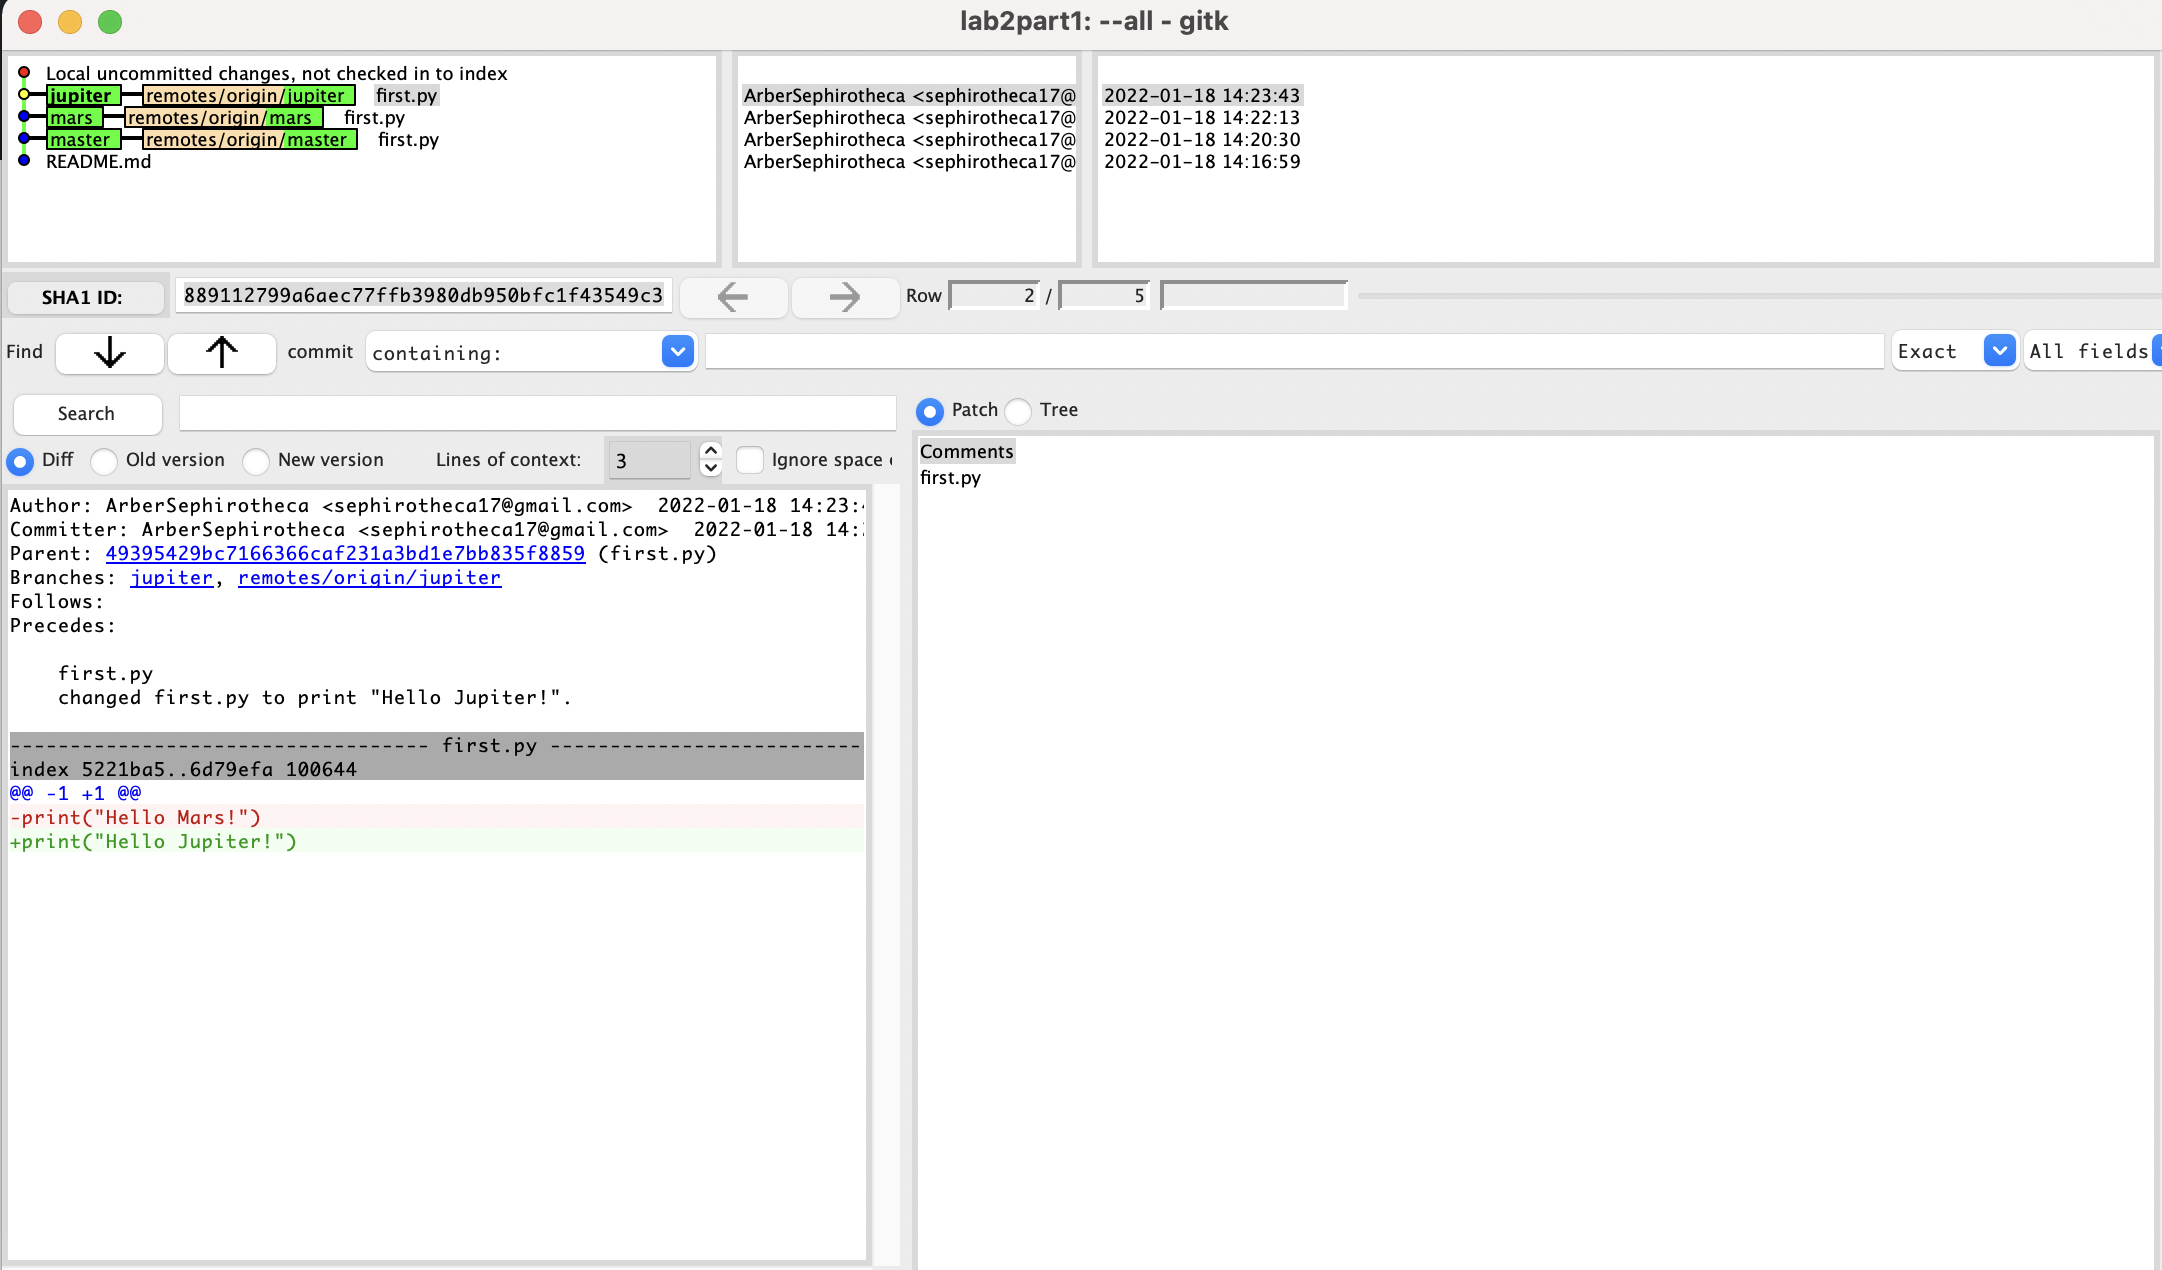 lab2part1: --all - gitk
Local uncommitted changes, not checked in to index
jupiter remotes/origin/jupiter first.py ArberSephirotheca <sephirotheca17@ 2022-01-18 14:23:43
mars remotes/origin/mars first.py ArberSephirotheca <sephirotheca17@ 2022-01-18 14:22:13
master remotes/origin/master first.py ArberSephirotheca <sephirotheca17@ 2022-01-18 14:20:30
README.md ArberSephirotheca <sephirotheca17@ 2022-01-18 14:16:59
SHA1 ID: 889112799a6aec77ffb3980db950bfc1f43549c3 Row 2 / 5
Find commit containing: Exact All fields
Search
Diff Old version New version Lines of context: 3 Ignore space
Author: ArberSephirotheca <sephirotheca17@gmail.com> 2022-01-18 14:23:
Committer: ArberSephirotheca <sephirotheca17@gmail.com> 2022-01-18 14:
Parent: 49395429bc7166366caf231a3bd1e7bb835f8859 (first.py)
Branches: jupiter, remotes/origin/jupiter
Follows:
Precedes:
first.py
changed first.py to print "Hello Jupiter!".
----------------------------------- first.py --------------------------
index 5221ba5..6d79efa 100644
@@ -1 +1 @@
-print("Hello Mars!")
+print("Hello Jupiter!")
Patch Tree
Comments
first.py